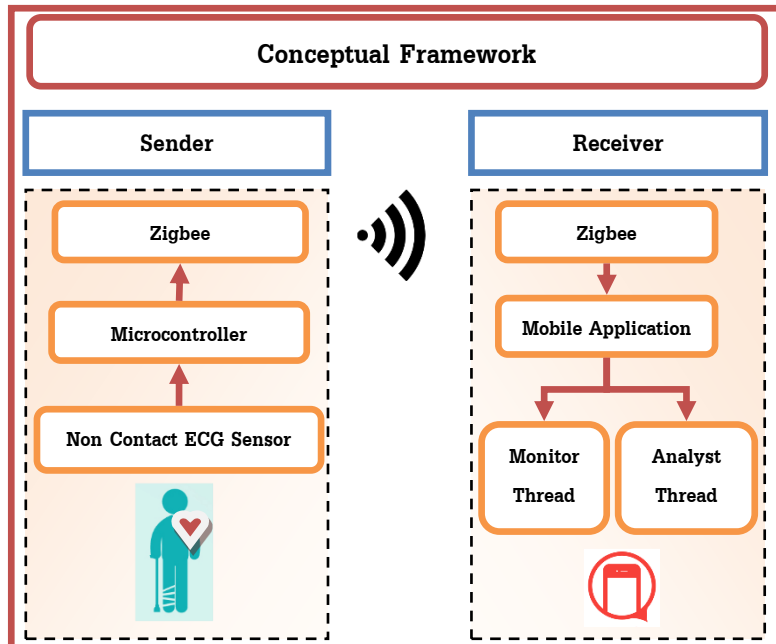 Conceptual Framework
Sender
Receiver
Zigbee
Microcontroller
Non Contact ECG Sensor
Zigbee
Mobile Application
Monitor
Thread
Analyst
Thread